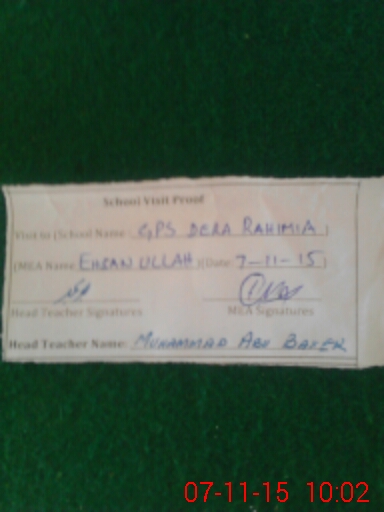 School Visit Proof
Visit to (School Name: GPS DERA RAHIMIA )
(MEA Name EHSAN ULLAH )(Date: 7-11-15)
Head Teacher Signatures MEA Signatures
Head Teacher Name: MUHAMMAD ABU BAKER
07-11-15 10:02